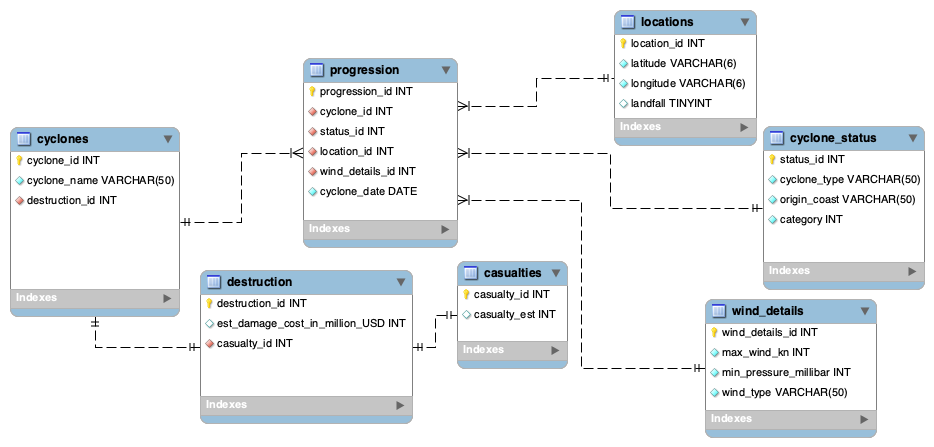 locations
location_id INT
latitude VARCHAR(6)
longitude VARCHAR(6)
landfall TINYINT
Indexes
progression
progression_id INT
cyclone_id INT
status_id INT
location_id INT
wind_details_id INT
cyclone_date DATE
Indexes
cyclones
cyclone_id INT
cyclone_name VARCHAR(50)
destruction_id INT
Indexes
cyclone_status
status_id INT
cyclone_type VARCHAR(50)
origin_coast VARCHAR(50)
category INT
Indexes
destruction
destruction_id INT
est_damage_cost_in_million_USD INT
casualty_id INT
Indexes
casualties
casualty_id INT
casualty_est INT
Indexes
wind_details
wind_details_id INT
max_wind_kn INT
min_pressure_millibar INT
wind_type VARCHAR(50)
Indexes